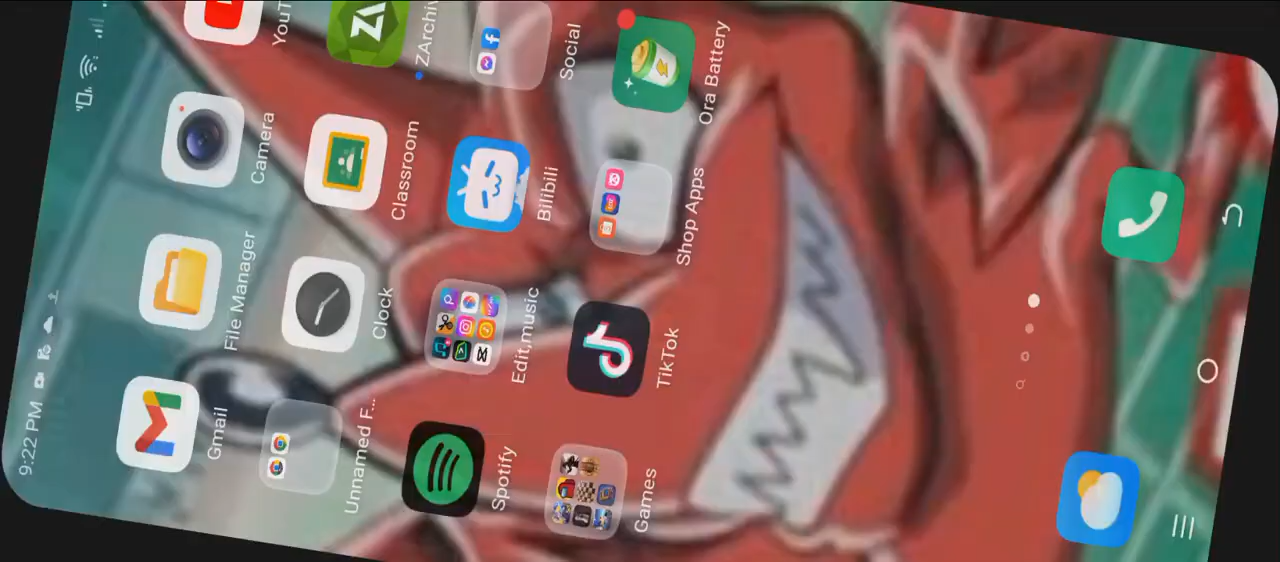 9:22 PM
Gmail
File Manager
Camera
YouT
Unnamed F...
Clock
Classroom
ZArchiv
Spotify
Edit,music
Bilibili
Social
Games
TikTok
Shop Apps
Ora Battery